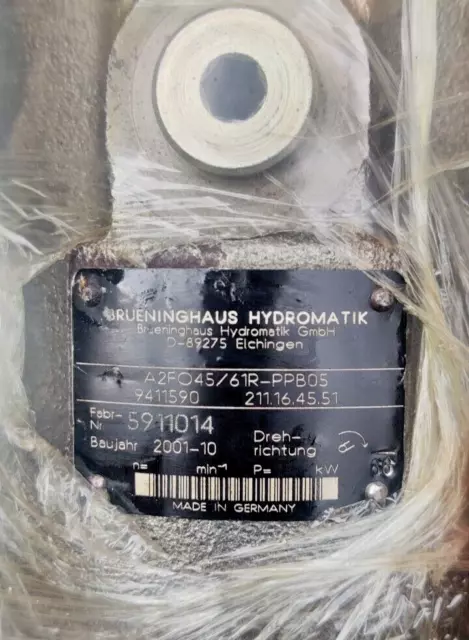 BRUENINGHAUS HYDROMATIK
Brueninghaus Hydromatik GmbH
D-89275 Elchingen
A2FO45/61R-PPB05
9411590 211.16.45.51
Fabr-
Nr 5911014
Baujahr 2001-10 Dreh-
richtung
n= min⁻¹ P= kW
MADE IN GERMANY